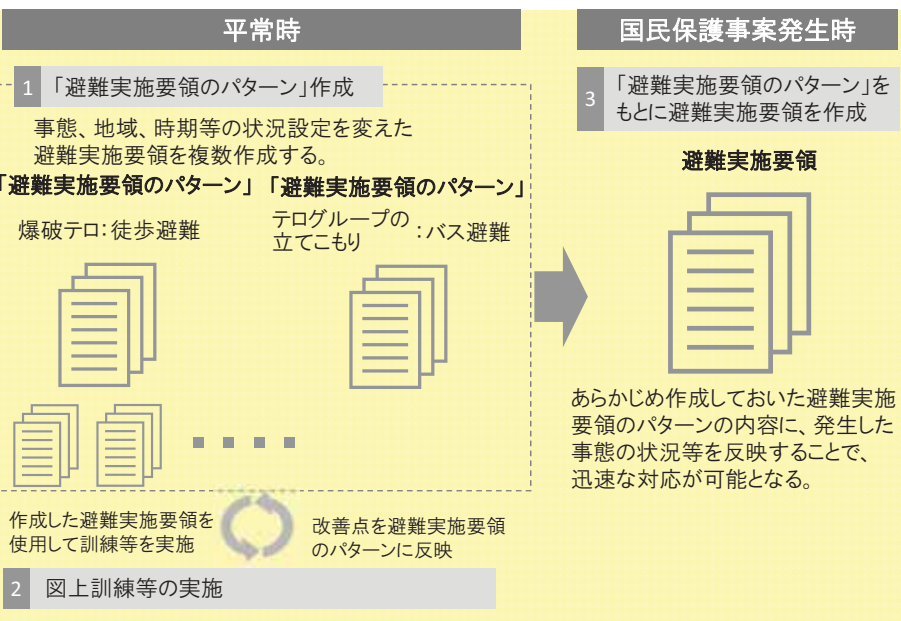 平常時
1 「避難実施要領のパターン」作成
事態、地域、時期等の状況設定を変えた
避難実施要領を複数作成する。
「避難実施要領のパターン」
爆破テロ：徒歩避難
「避難実施要領のパターン」
テログループの
立てこもり
：バス避難
作成した避難実施要領を
使用して訓練等を実施
改善点を避難実施要領
のパターンに反映
2 図上訓練等の実施
国民保護事案発生時
3 「避難実施要領のパターン」を
もとに避難実施要領を作成
避難実施要領
あらかじめ作成しておいた避難実施
要領のパターンの内容に、発生した
事態の状況等を反映することで、
迅速な対応が可能となる。